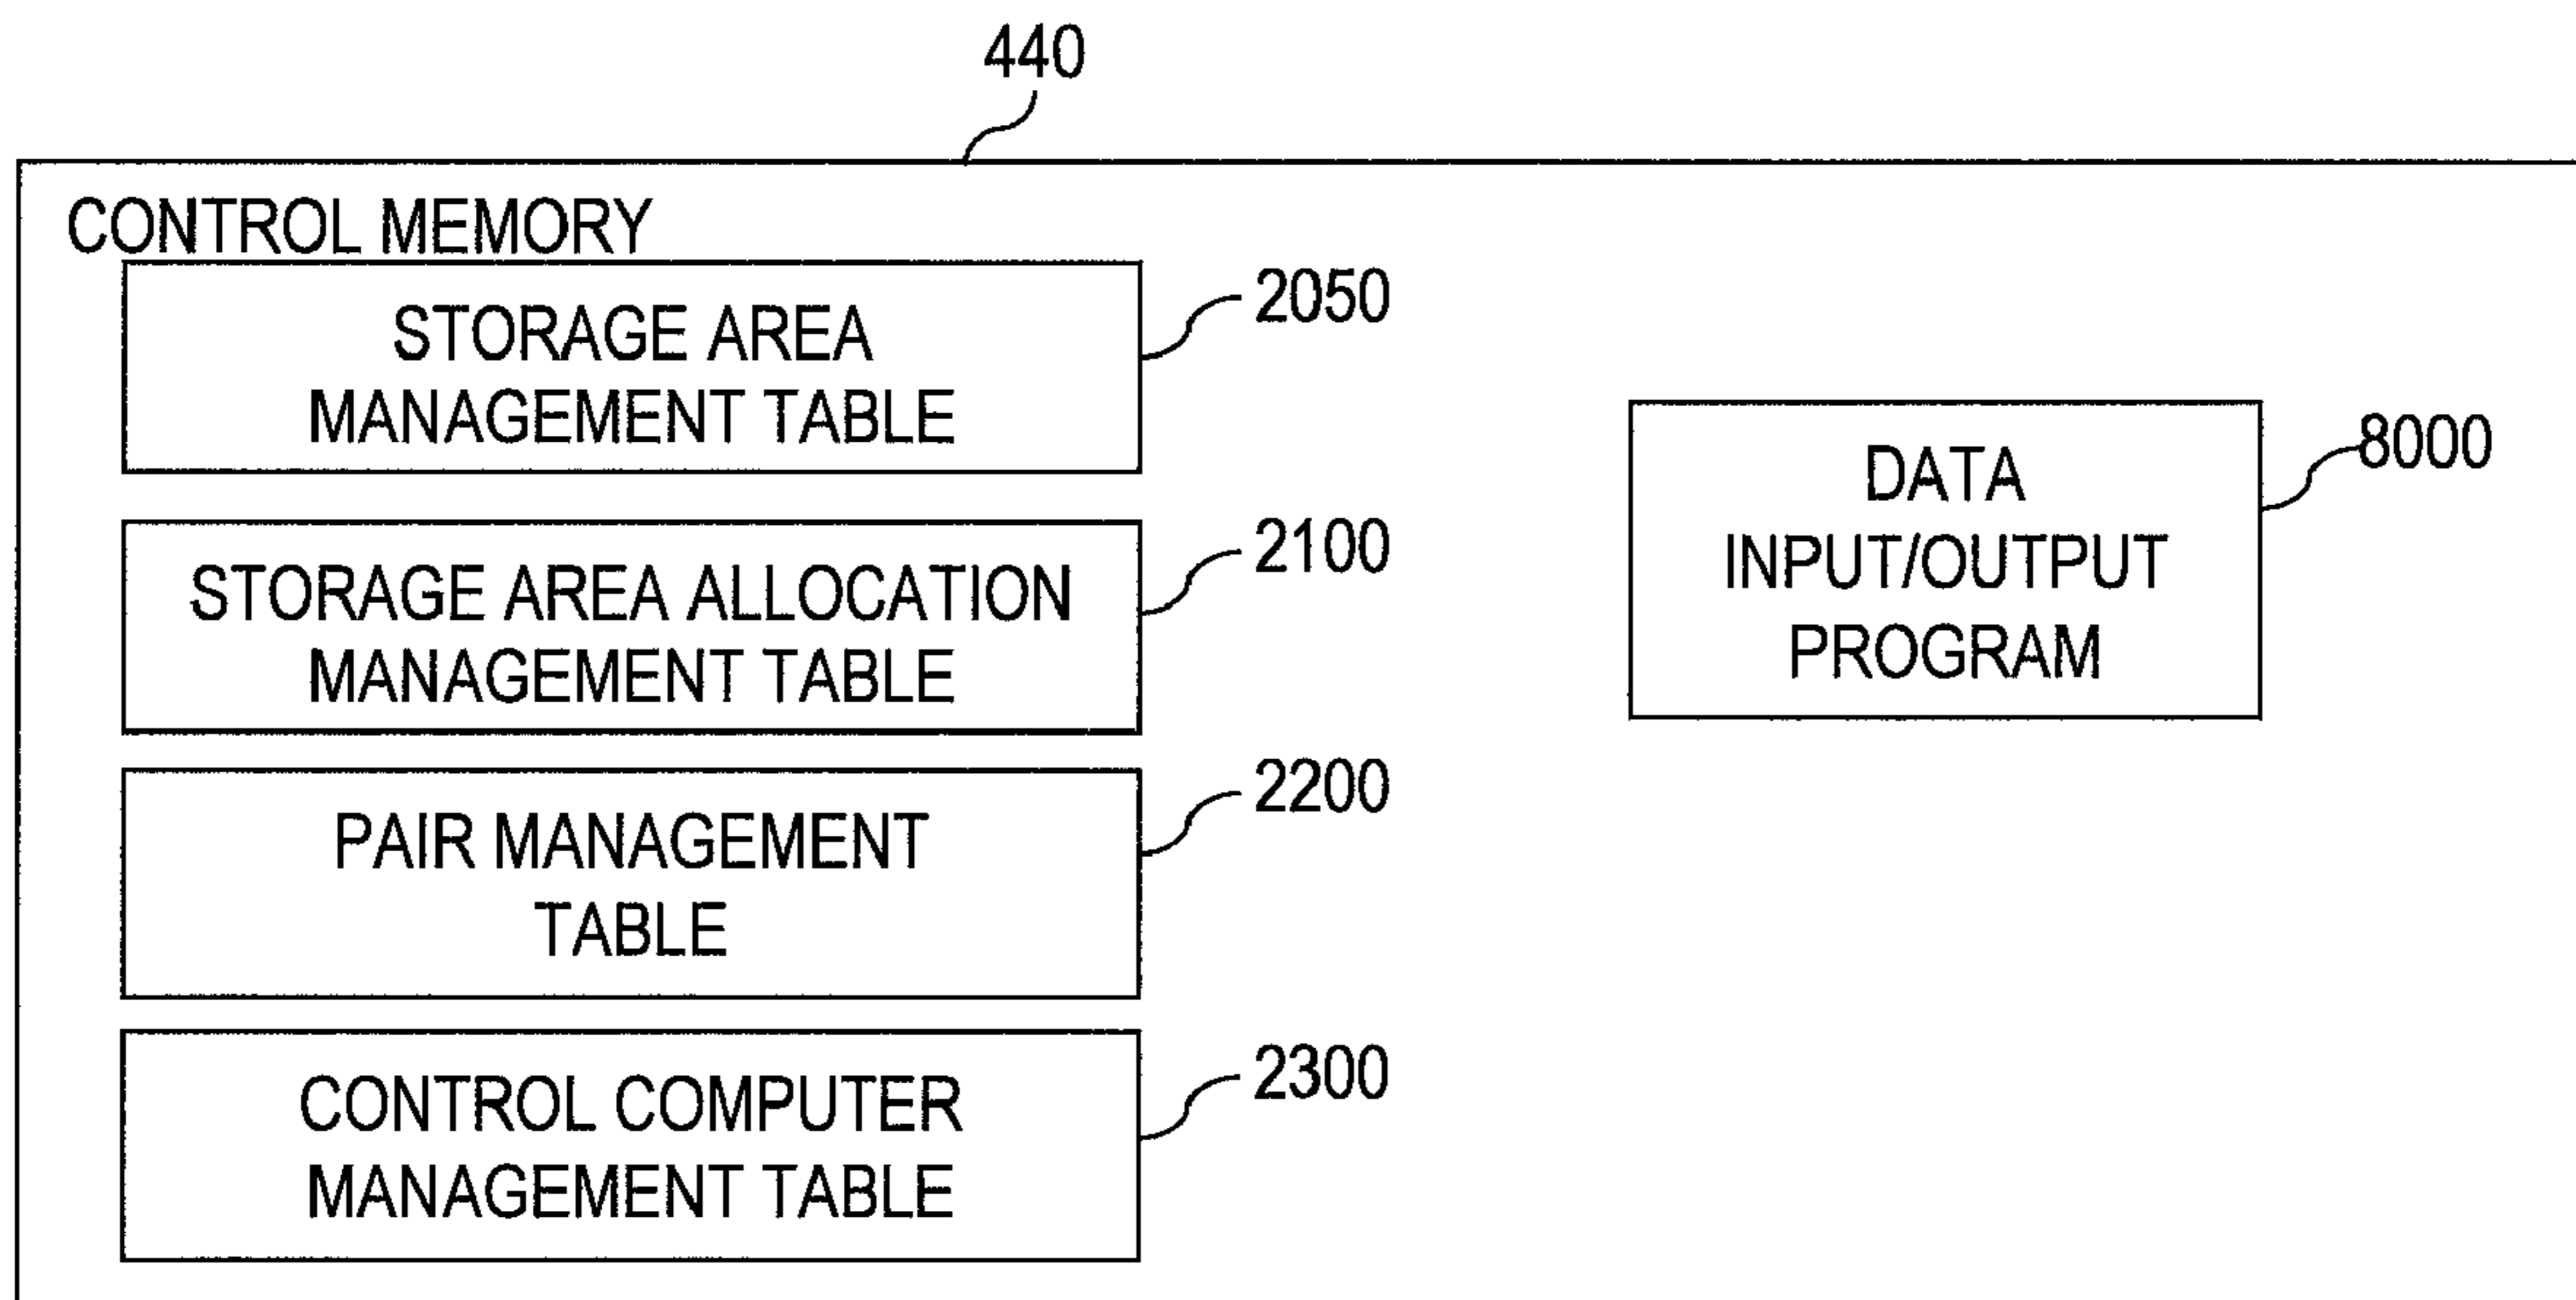 440
CONTROL MEMORY
STORAGE AREA
MANAGEMENT TABLE
2050
STORAGE AREA ALLOCATION
MANAGEMENT TABLE
2100
PAIR MANAGEMENT
TABLE
2200
CONTROL COMPUTER
MANAGEMENT TABLE
2300
DATA
INPUT/OUTPUT
PROGRAM
8000